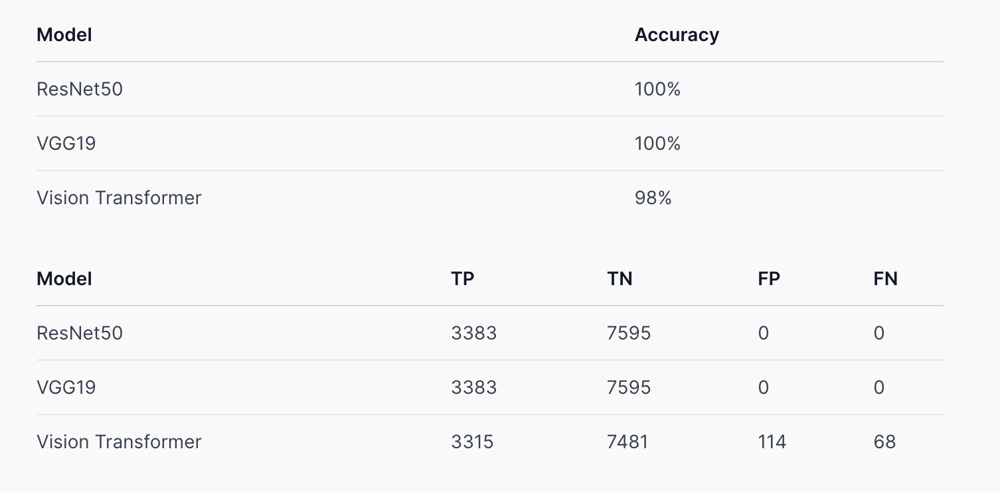 Model Accuracy
ResNet50 100%
VGG19 100%
Vision Transformer 98%
Model TP TN FP FN
ResNet50 3383 7595 0 0
VGG19 3383 7595 0 0
Vision Transformer 3315 7481 114 68